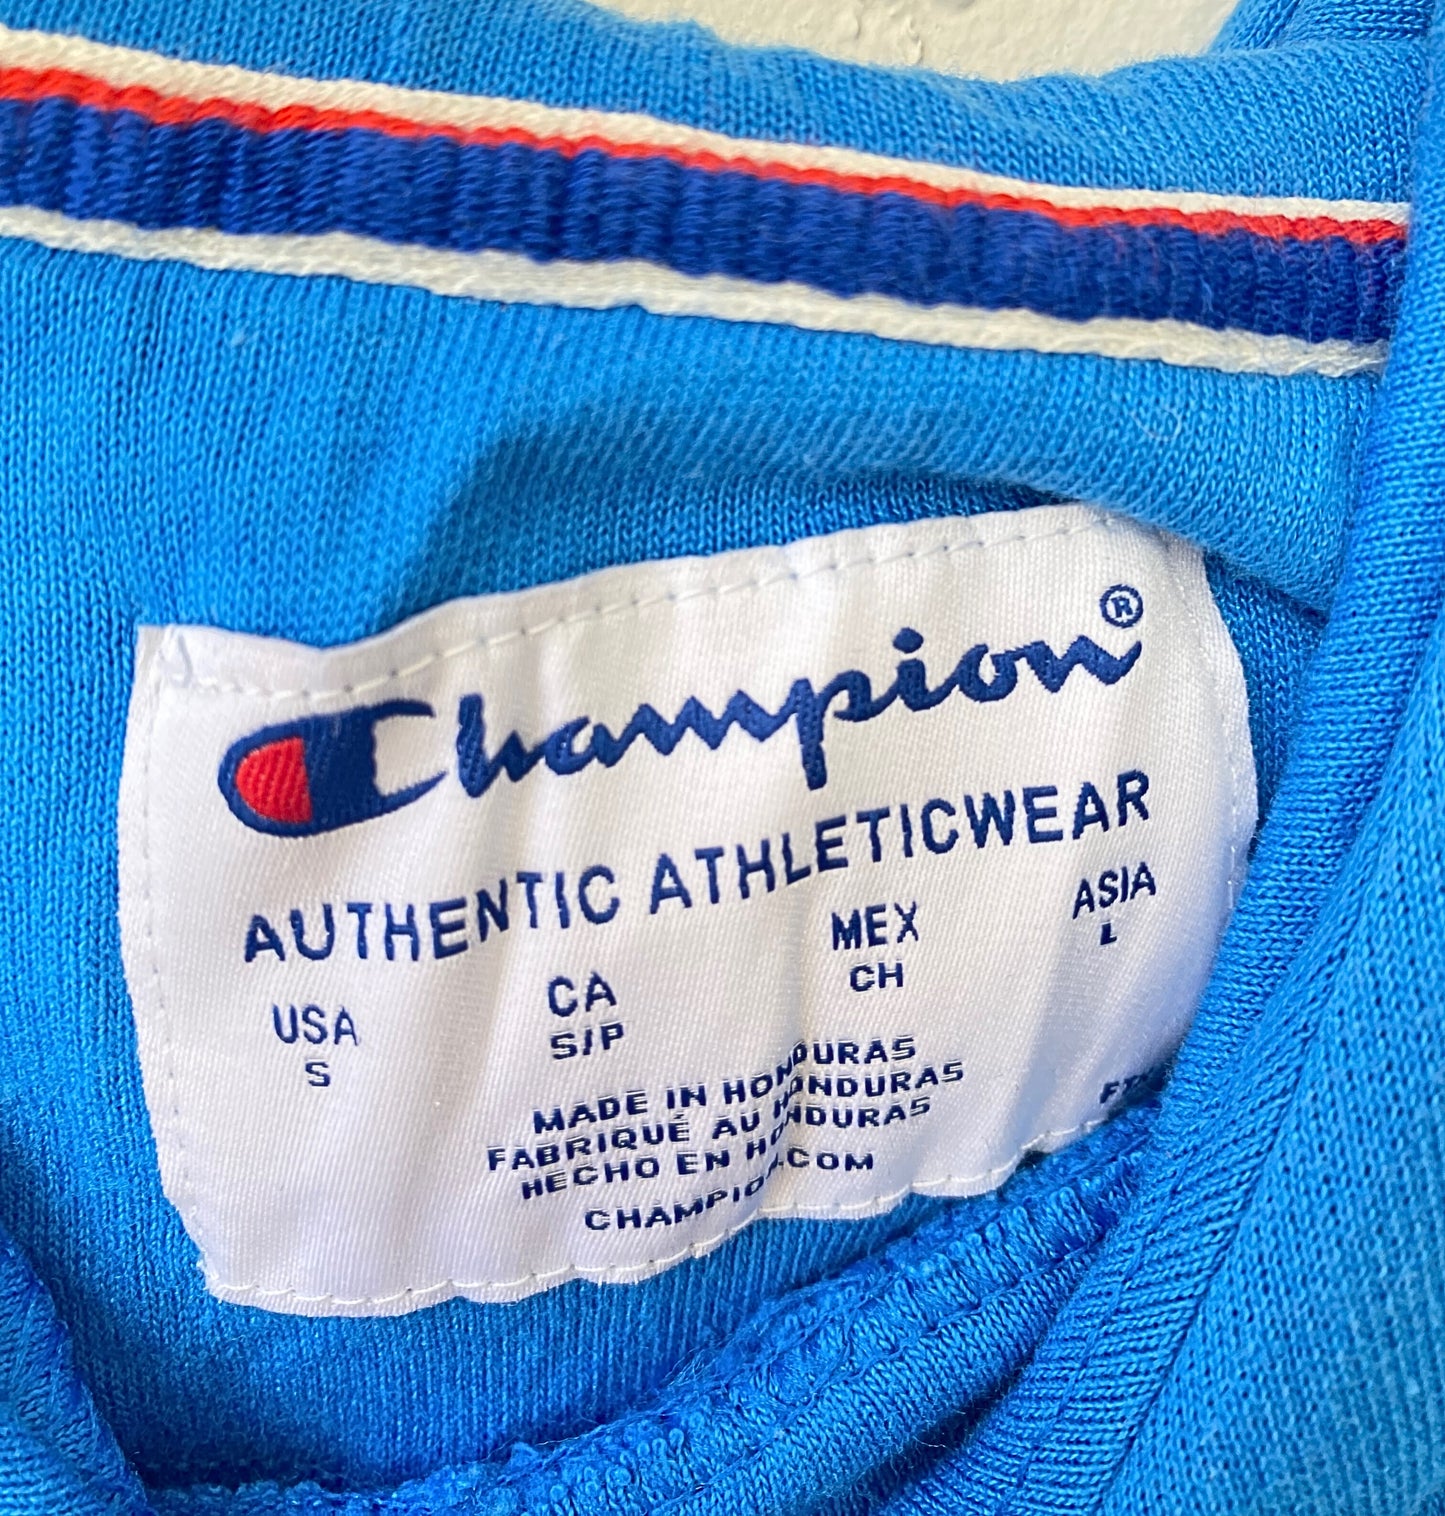 Champion®
AUTHENTIC ATHLETICWEAR
USA CA MEX ASIA
S S/P CH L
MADE IN HONDURAS
FABRIQUÉ AU HONDURAS
HECHO EN HONDURAS
CHAMPION.COM